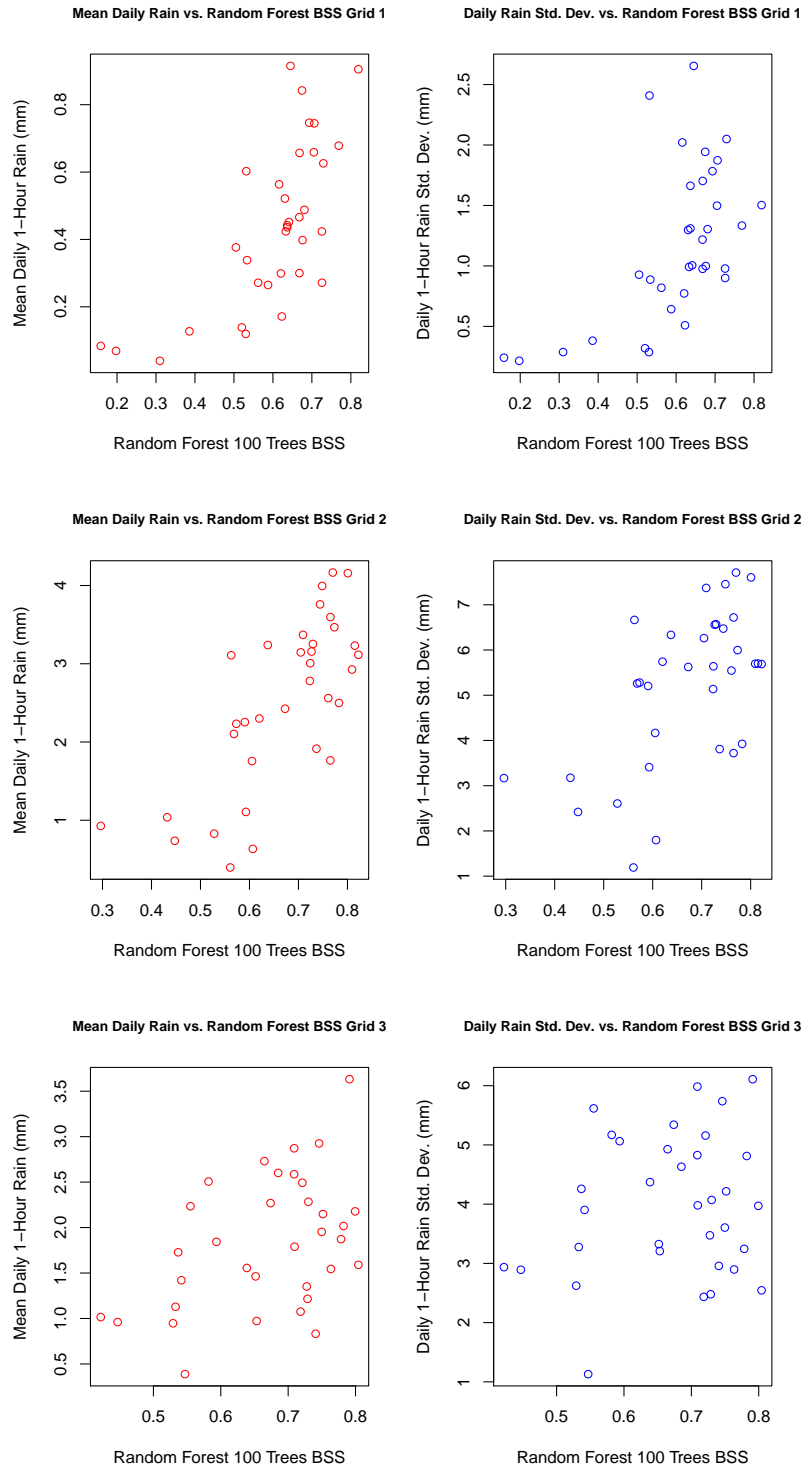 Mean Daily Rain vs. Random Forest BSS Grid 1
Mean Daily 1−Hour Rain (mm)
0.8
0.6
0.4
0.2
0.2 0.3 0.4 0.5 0.6 0.7 0.8
Random Forest 100 Trees BSS
Daily Rain Std. Dev. vs. Random Forest BSS Grid 1
Daily 1−Hour Rain Std. Dev. (mm)
2.5
2.0
1.5
1.0
0.5
0.2 0.3 0.4 0.5 0.6 0.7 0.8
Random Forest 100 Trees BSS
Mean Daily Rain vs. Random Forest BSS Grid 2
Mean Daily 1−Hour Rain (mm)
4
3
2
1
0.3 0.4 0.5 0.6 0.7 0.8
Random Forest 100 Trees BSS
Daily Rain Std. Dev. vs. Random Forest BSS Grid 2
Daily 1−Hour Rain Std. Dev. (mm)
7
6
5
4
3
2
1
0.3 0.4 0.5 0.6 0.7 0.8
Random Forest 100 Trees BSS
Mean Daily Rain vs. Random Forest BSS Grid 3
Mean Daily 1−Hour Rain (mm)
3.5
3.0
2.5
2.0
1.5
1.0
0.5
0.5 0.6 0.7 0.8
Random Forest 100 Trees BSS
Daily Rain Std. Dev. vs. Random Forest BSS Grid 3
Daily 1−Hour Rain Std. Dev. (mm)
6
5
4
3
2
1
0.5 0.6 0.7 0.8
Random Forest 100 Trees BSS